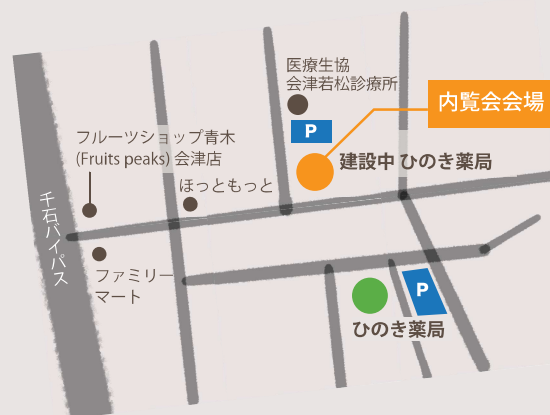 医療生協
会津若松診療所
内覧会会場
P
建設中 ひのき薬局
フルーツショップ青木
(Fruits peaks) 会津店
ほっともっと
千石バイパス
ファミリー
マート
P
ひのき薬局